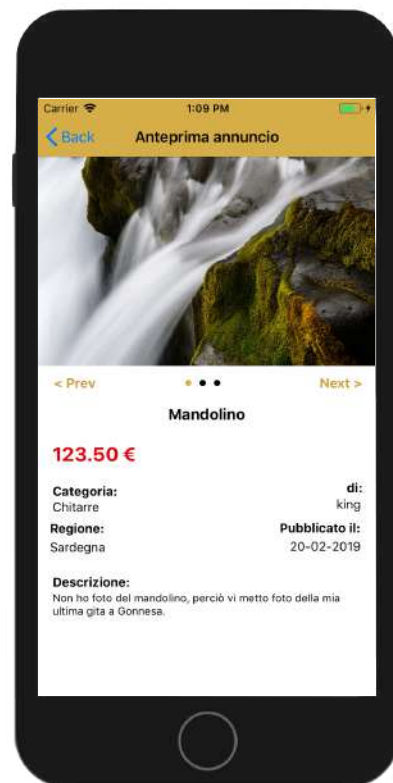 Carrier 1:09 PM
Back Anteprima annuncio
< Prev Next >
Mandolino
123.50 €
Categoria: di:
Chitarre king
Regione: Pubblicato il:
Sardegna 20-02-2019
Descrizione:
Non ho foto del mandolino, perciò vi metto foto della mia
ultima gita a Gonnesa.